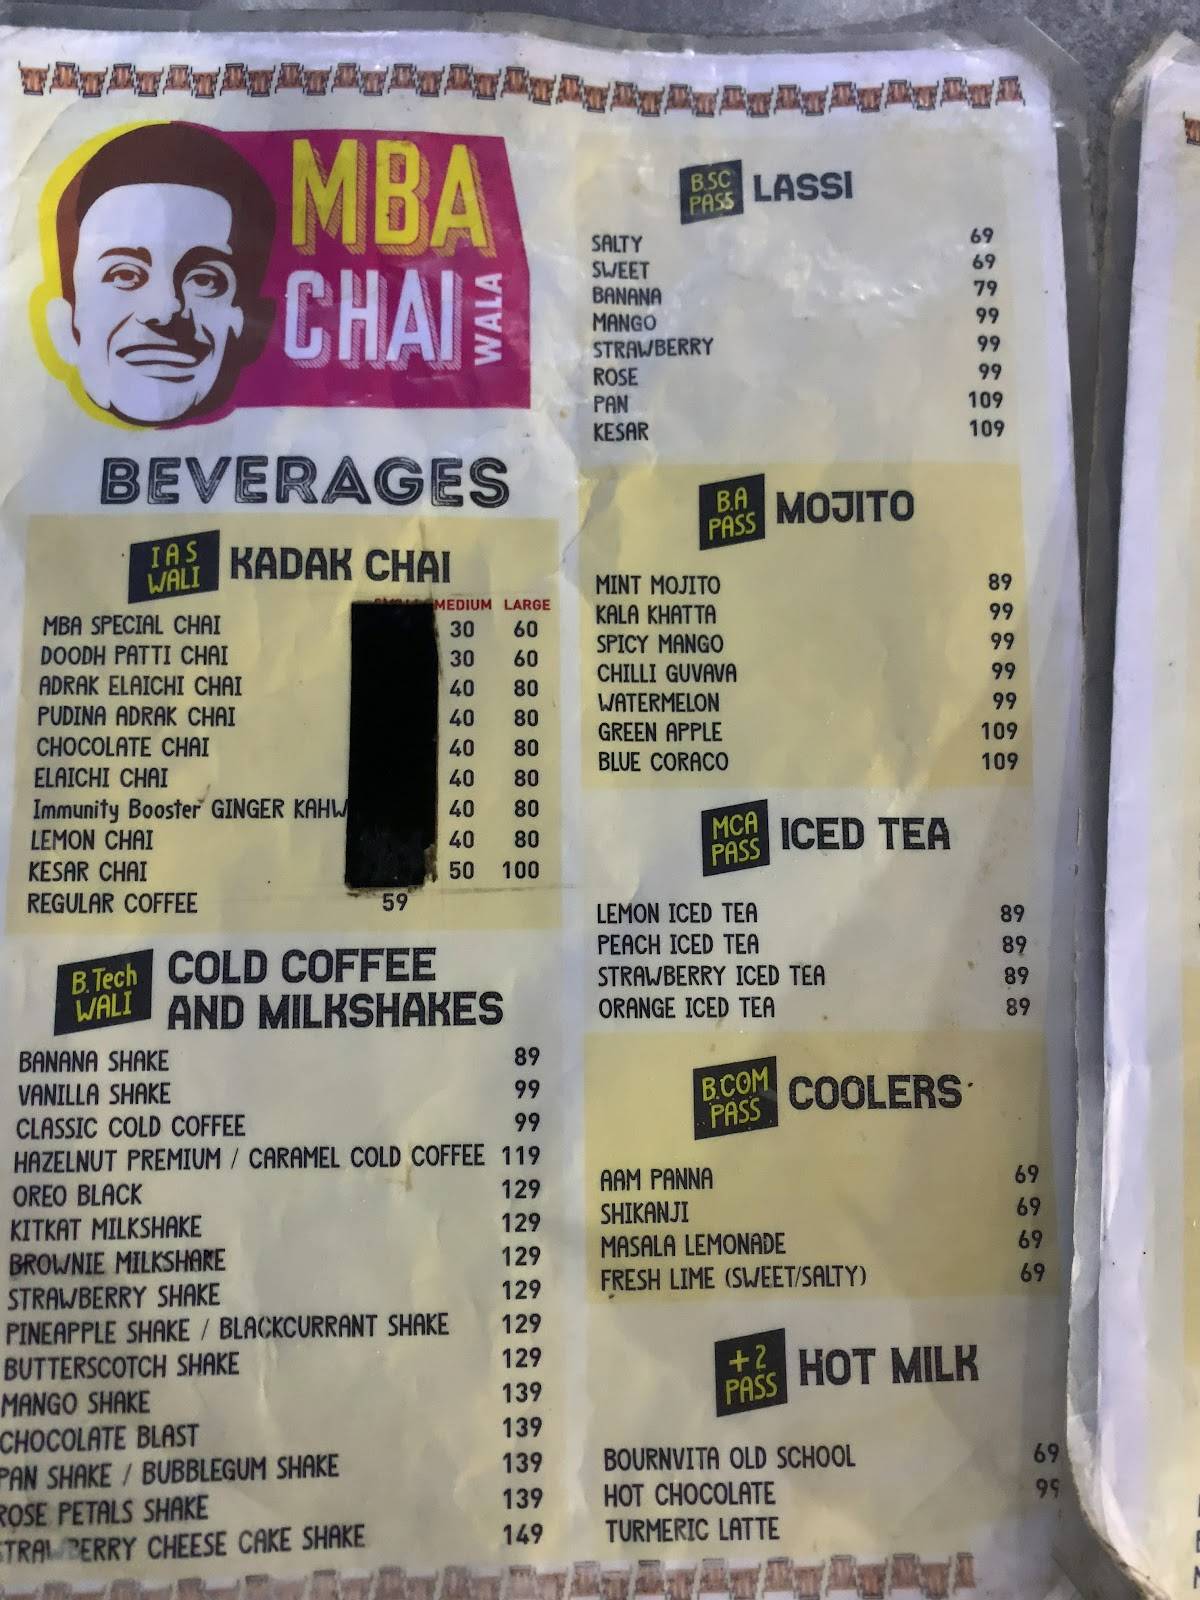 MBA
CHAI
WALA
BEVERAGES
IAS WALI KADAK CHAI
MEDIUM LARGE
MBA SPECIAL CHAI 30 60
DOODH PATTI CHAI 30 60
ADRAK ELAICHI CHAI 40 80
PUDINA ADRAK CHAI 40 80
CHOCOLATE CHAI 40 80
ELAICHI CHAI 40 80
Immunity Booster GINGER KAHW 40 80
LEMON CHAI 40 80
KESAR CHAI 50 100
REGULAR COFFEE 59
B.Tech WALI COLD COFFEE
AND MILKSHAKES
BANANA SHAKE 89
VANILLA SHAKE 99
CLASSIC COLD COFFEE 99
HAZELNUT PREMIUM / CARAMEL COLD COFFEE 119
OREO BLACK 129
KITKAT MILKSHAKE 129
BROWNIE MILKSHAKE 129
STRAWBERRY SHAKE 129
PINEAPPLE SHAKE / BLACKCURRANT SHAKE 129
BUTTERSCOTCH SHAKE 129
MANGO SHAKE 139
CHOCOLATE BLAST 139
PAN SHAKE / BUBBLEGUM SHAKE 139
ROSE PETALS SHAKE 139
STRAWBERRY CHEESE CAKE SHAKE 149
B.SC PASS LASSI
SALTY 69
SWEET 69
BANANA 79
MANGO 99
STRAWBERRY 99
ROSE 99
PAN 109
KESAR 109
B.A PASS MOJITO
MINT MOJITO 89
KALA KHATTA 99
SPICY MANGO 99
CHILLI GUVAVA 99
WATERMELON 99
GREEN APPLE 109
BLUE CORACO 109
MCA PASS ICED TEA
LEMON ICED TEA 89
PEACH ICED TEA 89
STRAWBERRY ICED TEA 89
ORANGE ICED TEA 89
B.COM PASS COOLERS
AAM PANNA 69
SHIKANJI 69
MASALA LEMONADE 69
FRESH LIME (SWEET/SALTY) 69
+2 PASS HOT MILK
BOURNVITA OLD SCHOOL 69
HOT CHOCOLATE 99
TURMERIC LATTE